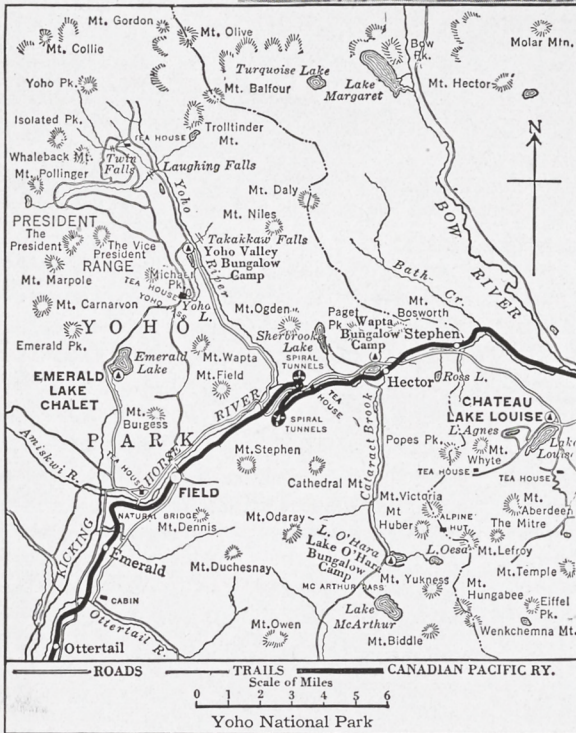 Mt. Gordon
Mt. Olive
Mt. Collie
Bow
Pk.
Molar Mtn.
Turquoise Lake
Lake
Margaret
Yoho Pk.
Mt. Balfour
Mt. Hector
Isolated Pk.
TEA HOUSE
Trolltinder
Mt.
Whaleback Mt.
Twin
Falls
Laughing Falls
Mt. Pollinger
N
Yoho
River
Mt. Daly
BOW
RIVER
PRESIDENT
RANGE
The
President
The Vice
President
Mt. Niles
Takakkaw Falls
Yoho Valley
Bungalow
Camp
Mt. Marpole
Michael
Pk.
TEA HOUSE
YOHO
Yoho
L.
Bath. Cr.
Mt. Carnarvon
Mt. Ogden
Paget
Pk.
Mt.
Bosworth
YOHO
PARK
Sherbrook
Lake
Wapta
Bungalow
Camp
Stephen
Emerald Pk.
Emerald
Lake
Mt. Wapta
SPIRAL
TUNNELS
EMERALD
LAKE
CHALET
Mt. Field
TEA
HOUSE
Hector
Ross L.
CHATEAU
LAKE LOUISE
Mt.
Burgess
KICKING
HORSE
RIVER
SPIRAL
TUNNELS
L. Agnes
Lake
Louise
Amiskwi R.
TEA HOUSE
Mt. Stephen
Cataract Brook
Popes Pk.
Mt.
Whyte
FIELD
Cathedral Mt.
TEA HOUSE
TEA HOUSE
NATURAL BRIDGE
Mt. Dennis
Mt. Odaray
Mt. Victoria
Mt
Huber
ALPINE
HUT
Mt.
Aberdeen
The Mitre
Emerald
L. O'Hara
Lake O'Hara
Bungalow
Camp
L. Oesa
Mt. Lefroy
Mt. Duchesnay
Mt. Temple
MC ARTHUR PASS
Mt. Yukness
Mt.
Hungabee
Eiffel
Pk.
CABIN
Lake
McArthur
Ottertail R.
Mt. Owen
Mt. Biddle
Wenkchemna Mt.
Ottertail
ROADS TRAILS CANADIAN PACIFIC RY.
Scale of Miles
0 1 2 3 4 5 6
Yoho National Park